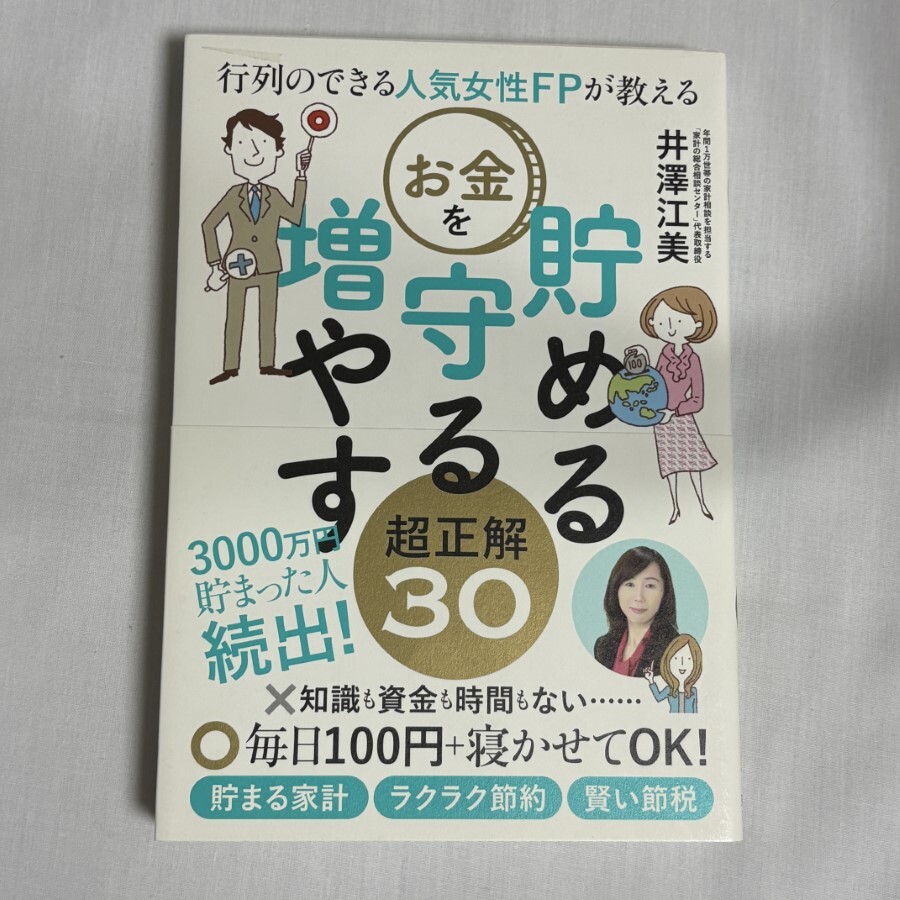 行列のできる人気女性FPが教える
年間1万世帯の家計相談を担当する
「家計の総合相談センター」代表取締役
井澤江美
お金を
貯める
守る
増やす
100
超正解
30
3000万円
貯まった人
続出!
×知識も資金も時間もない……
○毎日100円+寝かせてOK!
貯まる家計
ラクラク節約
賢い節税